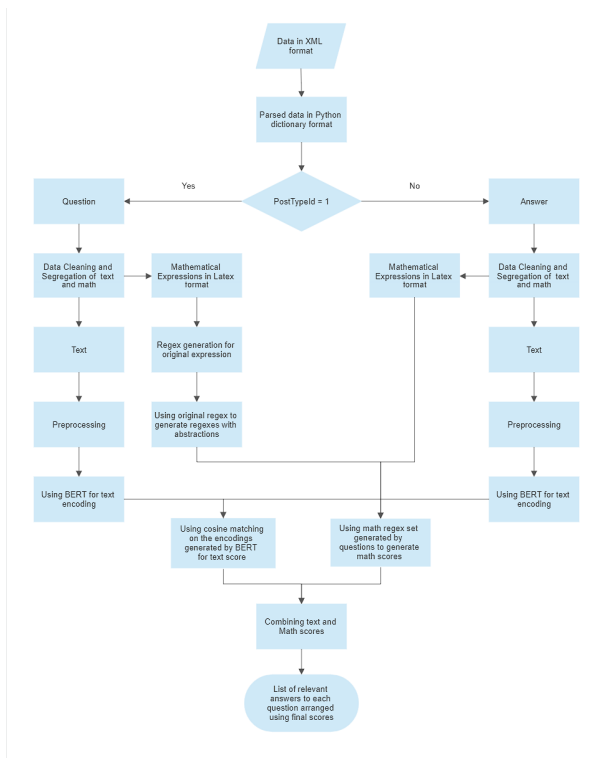 Data in XML
format
Parsed data in Python
dictionary format
PostTypeId = 1
Yes
No
Question
Answer
Data Cleaning and
Segregation of text
and math
Mathematical
Expressions in Latex
format
Mathematical
Expressions in Latex
format
Data Cleaning and
Segregation of text
and math
Text
Regex generation for
original expression
Text
Preprocessing
Using original regex to
generate regexes with
abstractions
Preprocessing
Using BERT for text
encoding
Using BERT for text
encoding
Using cosine matching
on the encodings
generated by BERT
for text score
Using math regex set
generated by
questions to generate
math scores
Combining text and
Math scores
List of relevant
answers to each
question arranged
using final scores